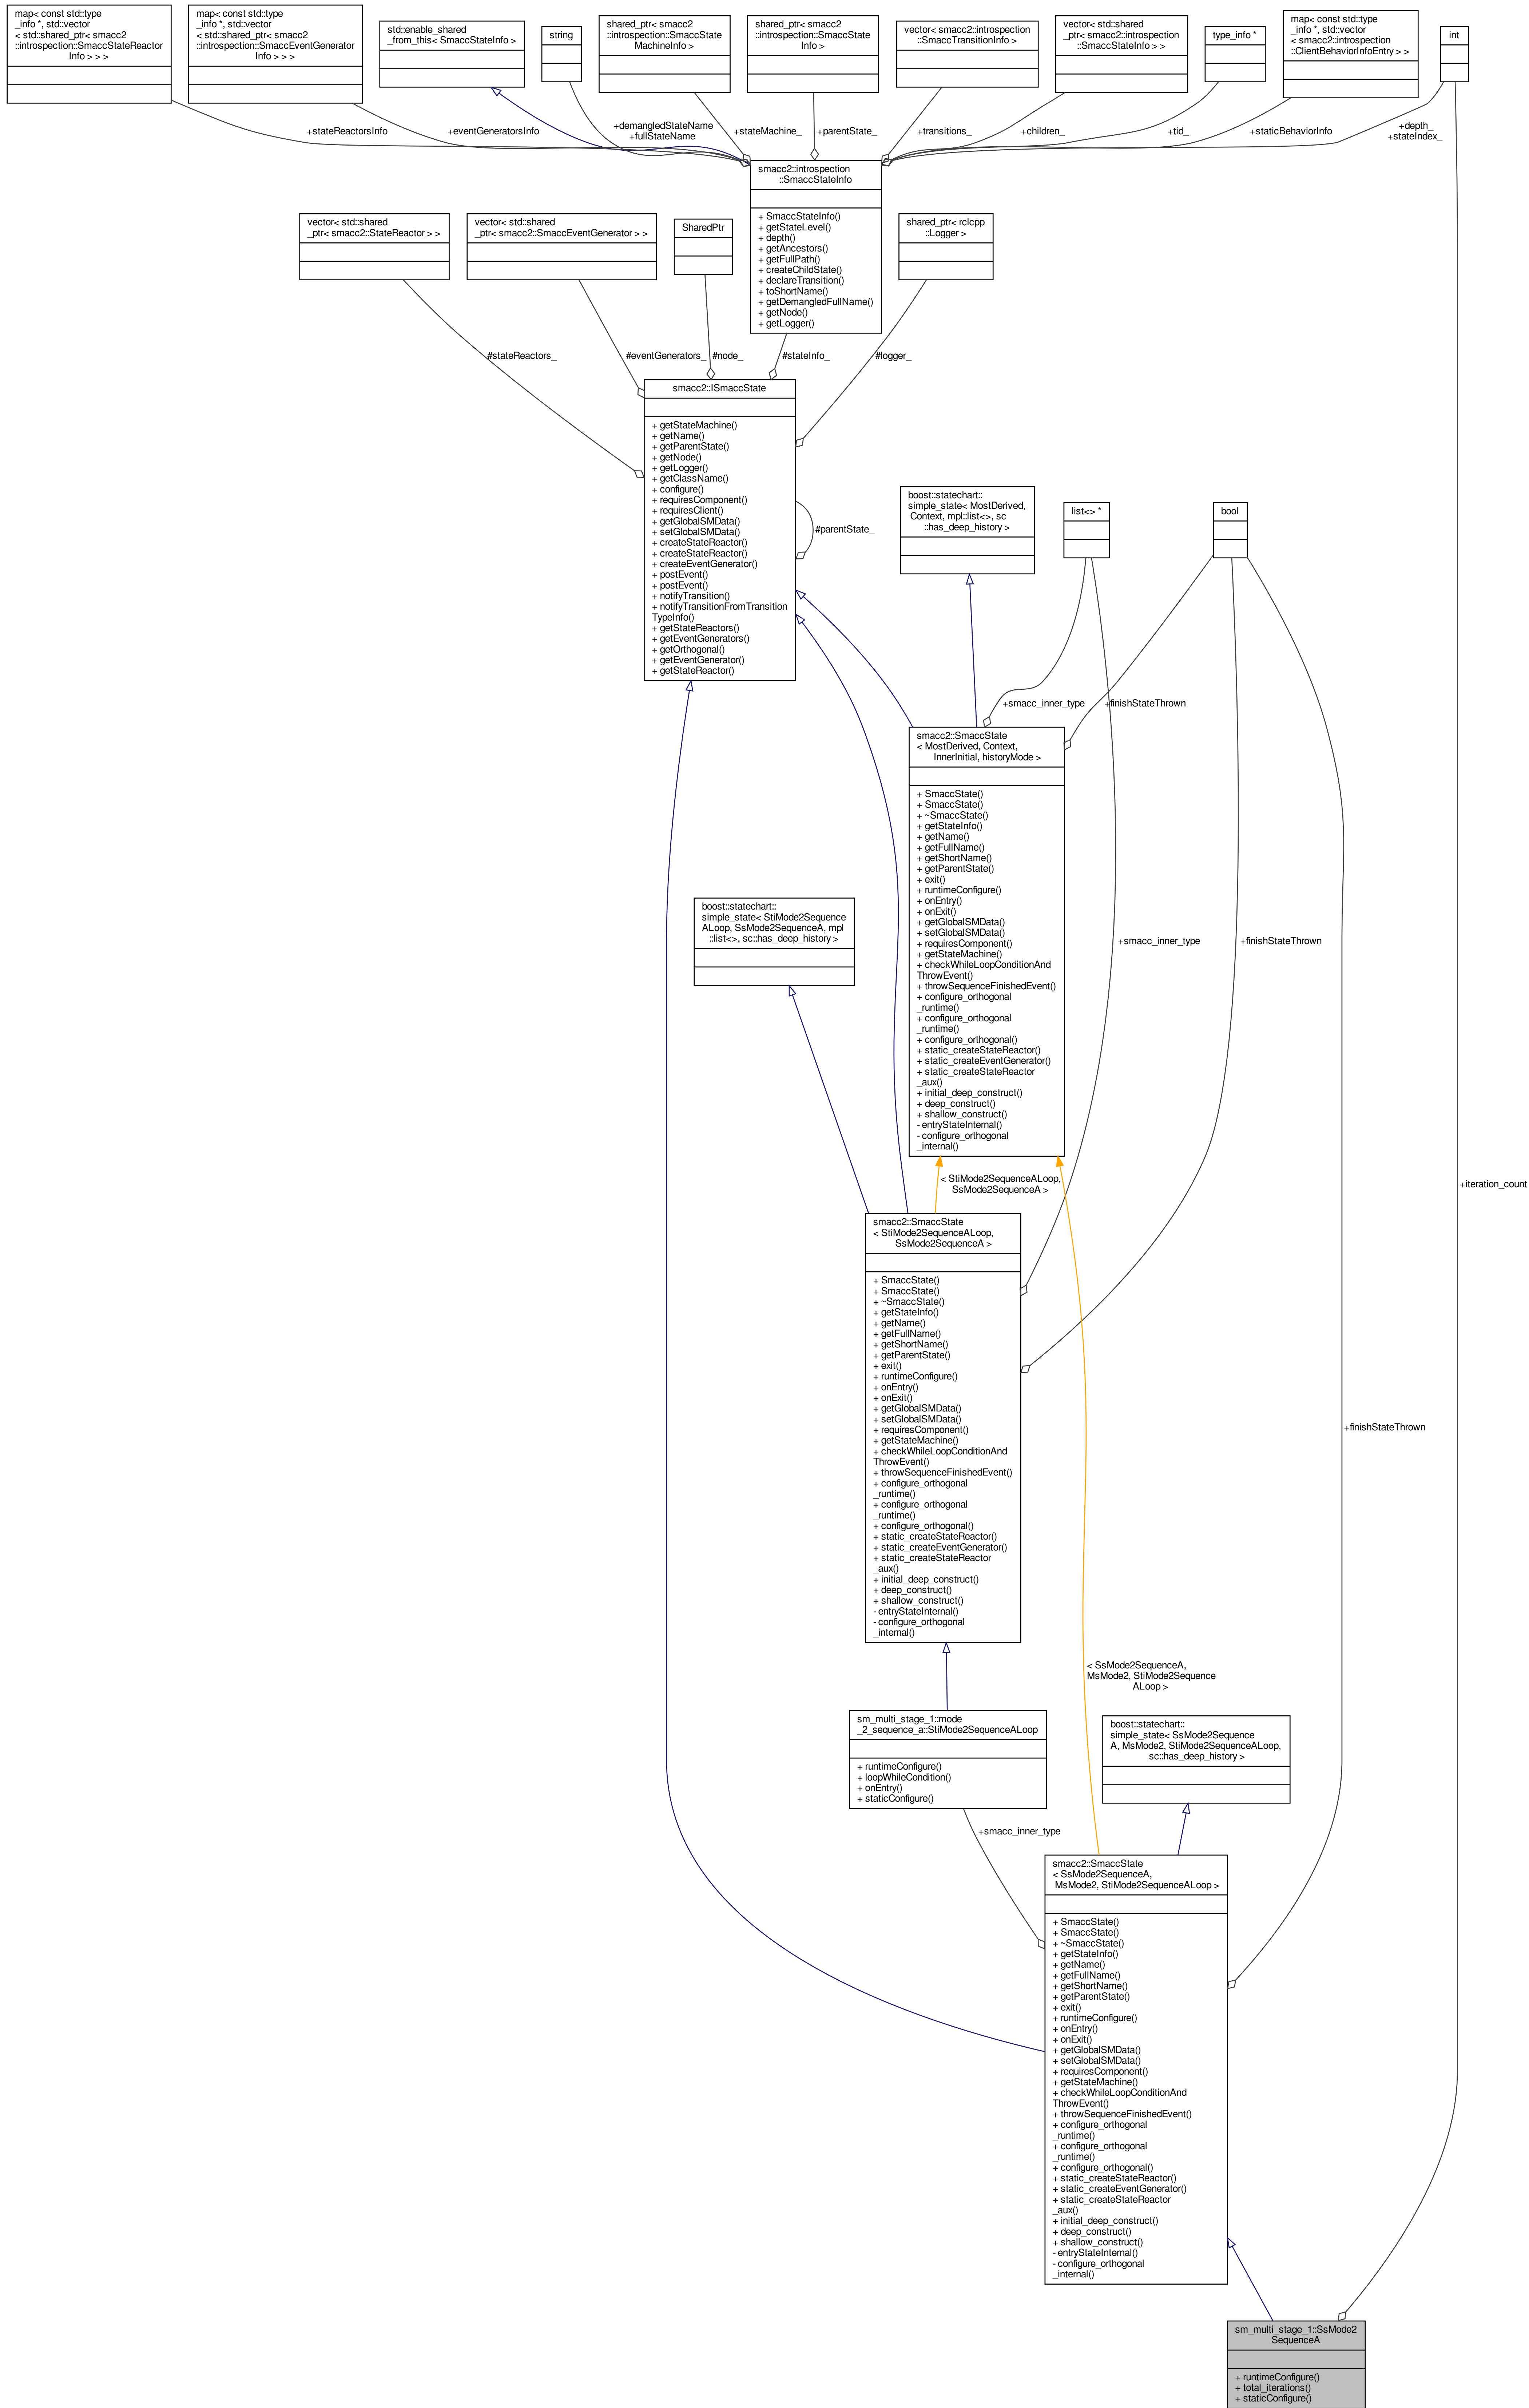 map< const std::type
_info *, std::vector
< std::shared_ptr< smacc2
::introspection::SmaccStateReactor
Info > > >
map< const std::type
_info *, std::vector
< std::shared_ptr< smacc2
::introspection::SmaccEventGenerator
Info > > >
std::enable_shared
_from_this< SmaccStateInfo >
string
shared_ptr< smacc2
::introspection::SmaccState
MachineInfo >
shared_ptr< smacc2
::introspection::SmaccState
Info >
vector< smacc2::introspection
::SmaccTransitionInfo >
vector< std::shared
_ptr< smacc2::introspection
::SmaccStateInfo > >
type_info *
map< const std::type
_info *, std::vector
< smacc2::introspection
::ClientBehaviorInfoEntry > >
int
+stateReactorsInfo
+eventGeneratorsInfo
+demangledStateName
+fullStateName
+stateMachine_
+parentState_
+transitions_
+children_
+tid_
+staticBehaviorInfo
+depth_
+stateIndex_
smacc2::introspection
::SmaccStateInfo
+ SmaccStateInfo()
+ getStateLevel()
+ depth()
+ getAncestors()
+ getFullPath()
+ createChildState()
+ declareTransition()
+ toShortName()
+ getDemangledFullName()
+ getNode()
+ getLogger()
vector< std::shared
_ptr< smacc2::StateReactor > >
vector< std::shared
_ptr< smacc2::SmaccEventGenerator > >
SharedPtr
shared_ptr< rclcpp
::Logger >
#stateReactors_
#eventGenerators_
#node_
#stateInfo_
#logger_
smacc2::ISmaccState
+ getStateMachine()
+ getName()
+ getParentState()
+ getNode()
+ getLogger()
+ getClassName()
+ configure()
+ requiresComponent()
+ requiresClient()
+ getGlobalSMData()
+ setGlobalSMData()
+ createStateReactor()
+ createStateReactor()
+ createEventGenerator()
+ postEvent()
+ postEvent()
+ notifyTransition()
+ notifyTransitionFromTransition
TypeInfo()
+ getStateReactors()
+ getEventGenerators()
+ getOrthogonal()
+ getEventGenerator()
+ getStateReactor()
#parentState_
boost::statechart::
simple_state< MostDerived,
Context, mpl::list<>, sc
::has_deep_history >
list<> *
bool
+smacc_inner_type
+finishStateThrown
smacc2::SmaccState
< MostDerived, Context,
InnerInitial, historyMode >
+ SmaccState()
+ SmaccState()
+ ~SmaccState()
+ getStateInfo()
+ getName()
+ getFullName()
+ getShortName()
+ getParentState()
+ exit()
+ runtimeConfigure()
+ onEntry()
+ onExit()
+ getGlobalSMData()
+ setGlobalSMData()
+ requiresComponent()
+ getStateMachine()
+ checkWhileLoopConditionAnd
ThrowEvent()
+ throwSequenceFinishedEvent()
+ configure_orthogonal
_runtime()
+ configure_orthogonal
_runtime()
+ configure_orthogonal()
+ static_createStateReactor()
+ static_createEventGenerator()
+ static_createStateReactor
_aux()
+ initial_deep_construct()
+ deep_construct()
+ shallow_construct()
- entryStateInternal()
- configure_orthogonal
_internal()
boost::statechart::
simple_state< StiMode2Sequence
ALoop, SsMode2SequenceA, mpl
::list<>, sc::has_deep_history >
+smacc_inner_type
+finishStateThrown
< StiMode2SequenceALoop,
SsMode2SequenceA >
+iteration_count
smacc2::SmaccState
< StiMode2SequenceALoop,
SsMode2SequenceA >
+ SmaccState()
+ SmaccState()
+ ~SmaccState()
+ getStateInfo()
+ getName()
+ getFullName()
+ getShortName()
+ getParentState()
+ exit()
+ runtimeConfigure()
+ onEntry()
+ onExit()
+ getGlobalSMData()
+ setGlobalSMData()
+ requiresComponent()
+ getStateMachine()
+ checkWhileLoopConditionAnd
ThrowEvent()
+ throwSequenceFinishedEvent()
+ configure_orthogonal
_runtime()
+ configure_orthogonal
_runtime()
+ configure_orthogonal()
+ static_createStateReactor()
+ static_createEventGenerator()
+ static_createStateReactor
_aux()
+ initial_deep_construct()
+ deep_construct()
+ shallow_construct()
- entryStateInternal()
- configure_orthogonal
_internal()
+finishStateThrown
< SsMode2SequenceA,
MsMode2, StiMode2Sequence
ALoop >
sm_multi_stage_1::mode
_2_sequence_a::StiMode2SequenceALoop
+ runtimeConfigure()
+ loopWhileCondition()
+ onEntry()
+ staticConfigure()
boost::statechart::
simple_state< SsMode2Sequence
A, MsMode2, StiMode2SequenceALoop,
sc::has_deep_history >
+smacc_inner_type
smacc2::SmaccState
< SsMode2SequenceA,
MsMode2, StiMode2SequenceALoop >
+ SmaccState()
+ SmaccState()
+ ~SmaccState()
+ getStateInfo()
+ getName()
+ getFullName()
+ getShortName()
+ getParentState()
+ exit()
+ runtimeConfigure()
+ onEntry()
+ onExit()
+ getGlobalSMData()
+ setGlobalSMData()
+ requiresComponent()
+ getStateMachine()
+ checkWhileLoopConditionAnd
ThrowEvent()
+ throwSequenceFinishedEvent()
+ configure_orthogonal
_runtime()
+ configure_orthogonal
_runtime()
+ configure_orthogonal()
+ static_createStateReactor()
+ static_createEventGenerator()
+ static_createStateReactor
_aux()
+ initial_deep_construct()
+ deep_construct()
+ shallow_construct()
- entryStateInternal()
- configure_orthogonal
_internal()
sm_multi_stage_1::SsMode2
SequenceA
+ runtimeConfigure()
+ total_iterations()
+ staticConfigure()